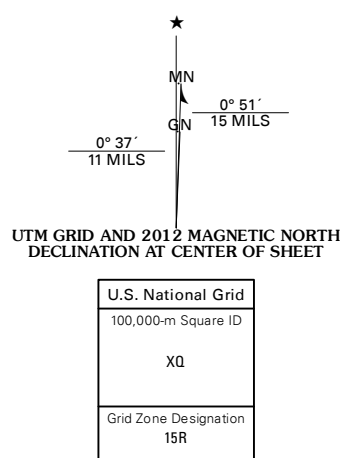 MN
0° 51´
15 MILS
GN
0° 37´
11 MILS
UTM GRID AND 2012 MAGNETIC NORTH
DECLINATION AT CENTER OF SHEET
U.S. National Grid
100,000-m Square ID
XQ
Grid Zone Designation
15R